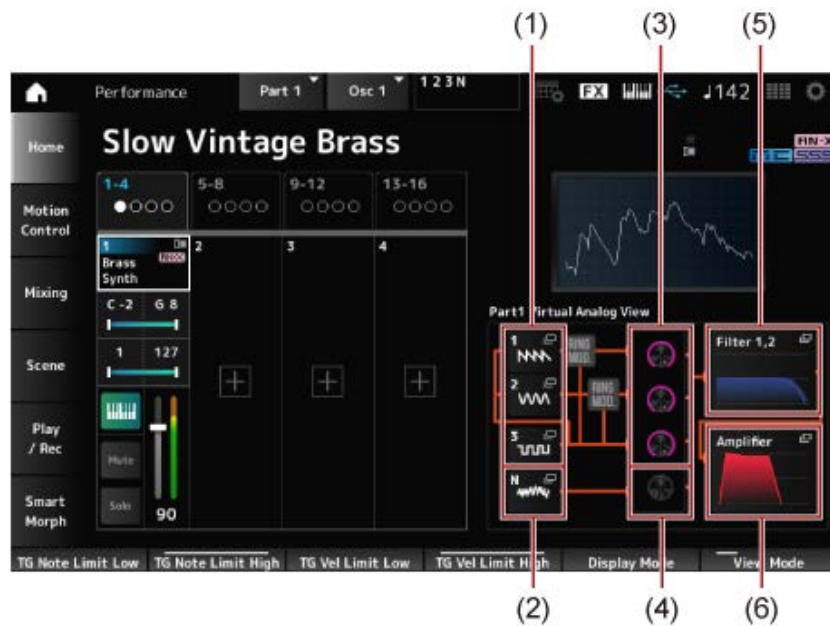 (1) (3) (5)
Performance Part 1 Osc 1 1 2 3 N FX ♩142
Home
Slow Vintage Brass
AN-X
1-4 5-8 9-12 13-16
Motion
Control
1 2 3 4
Brass
Synth
Mixing
C -2 G 8
Part1 Virtual Analog View
1 127
1 RING
MOD.
Filter 1,2
Scene
2 RING
MOD.
Play
/ Rec
Mute
3
Amplifier
Smart
Morph
Solo
90
N
TG Note Limit Low TG Note Limit High TG Vel Limit Low TG Vel Limit High Display Mode View Mode
(2) (4) (6)